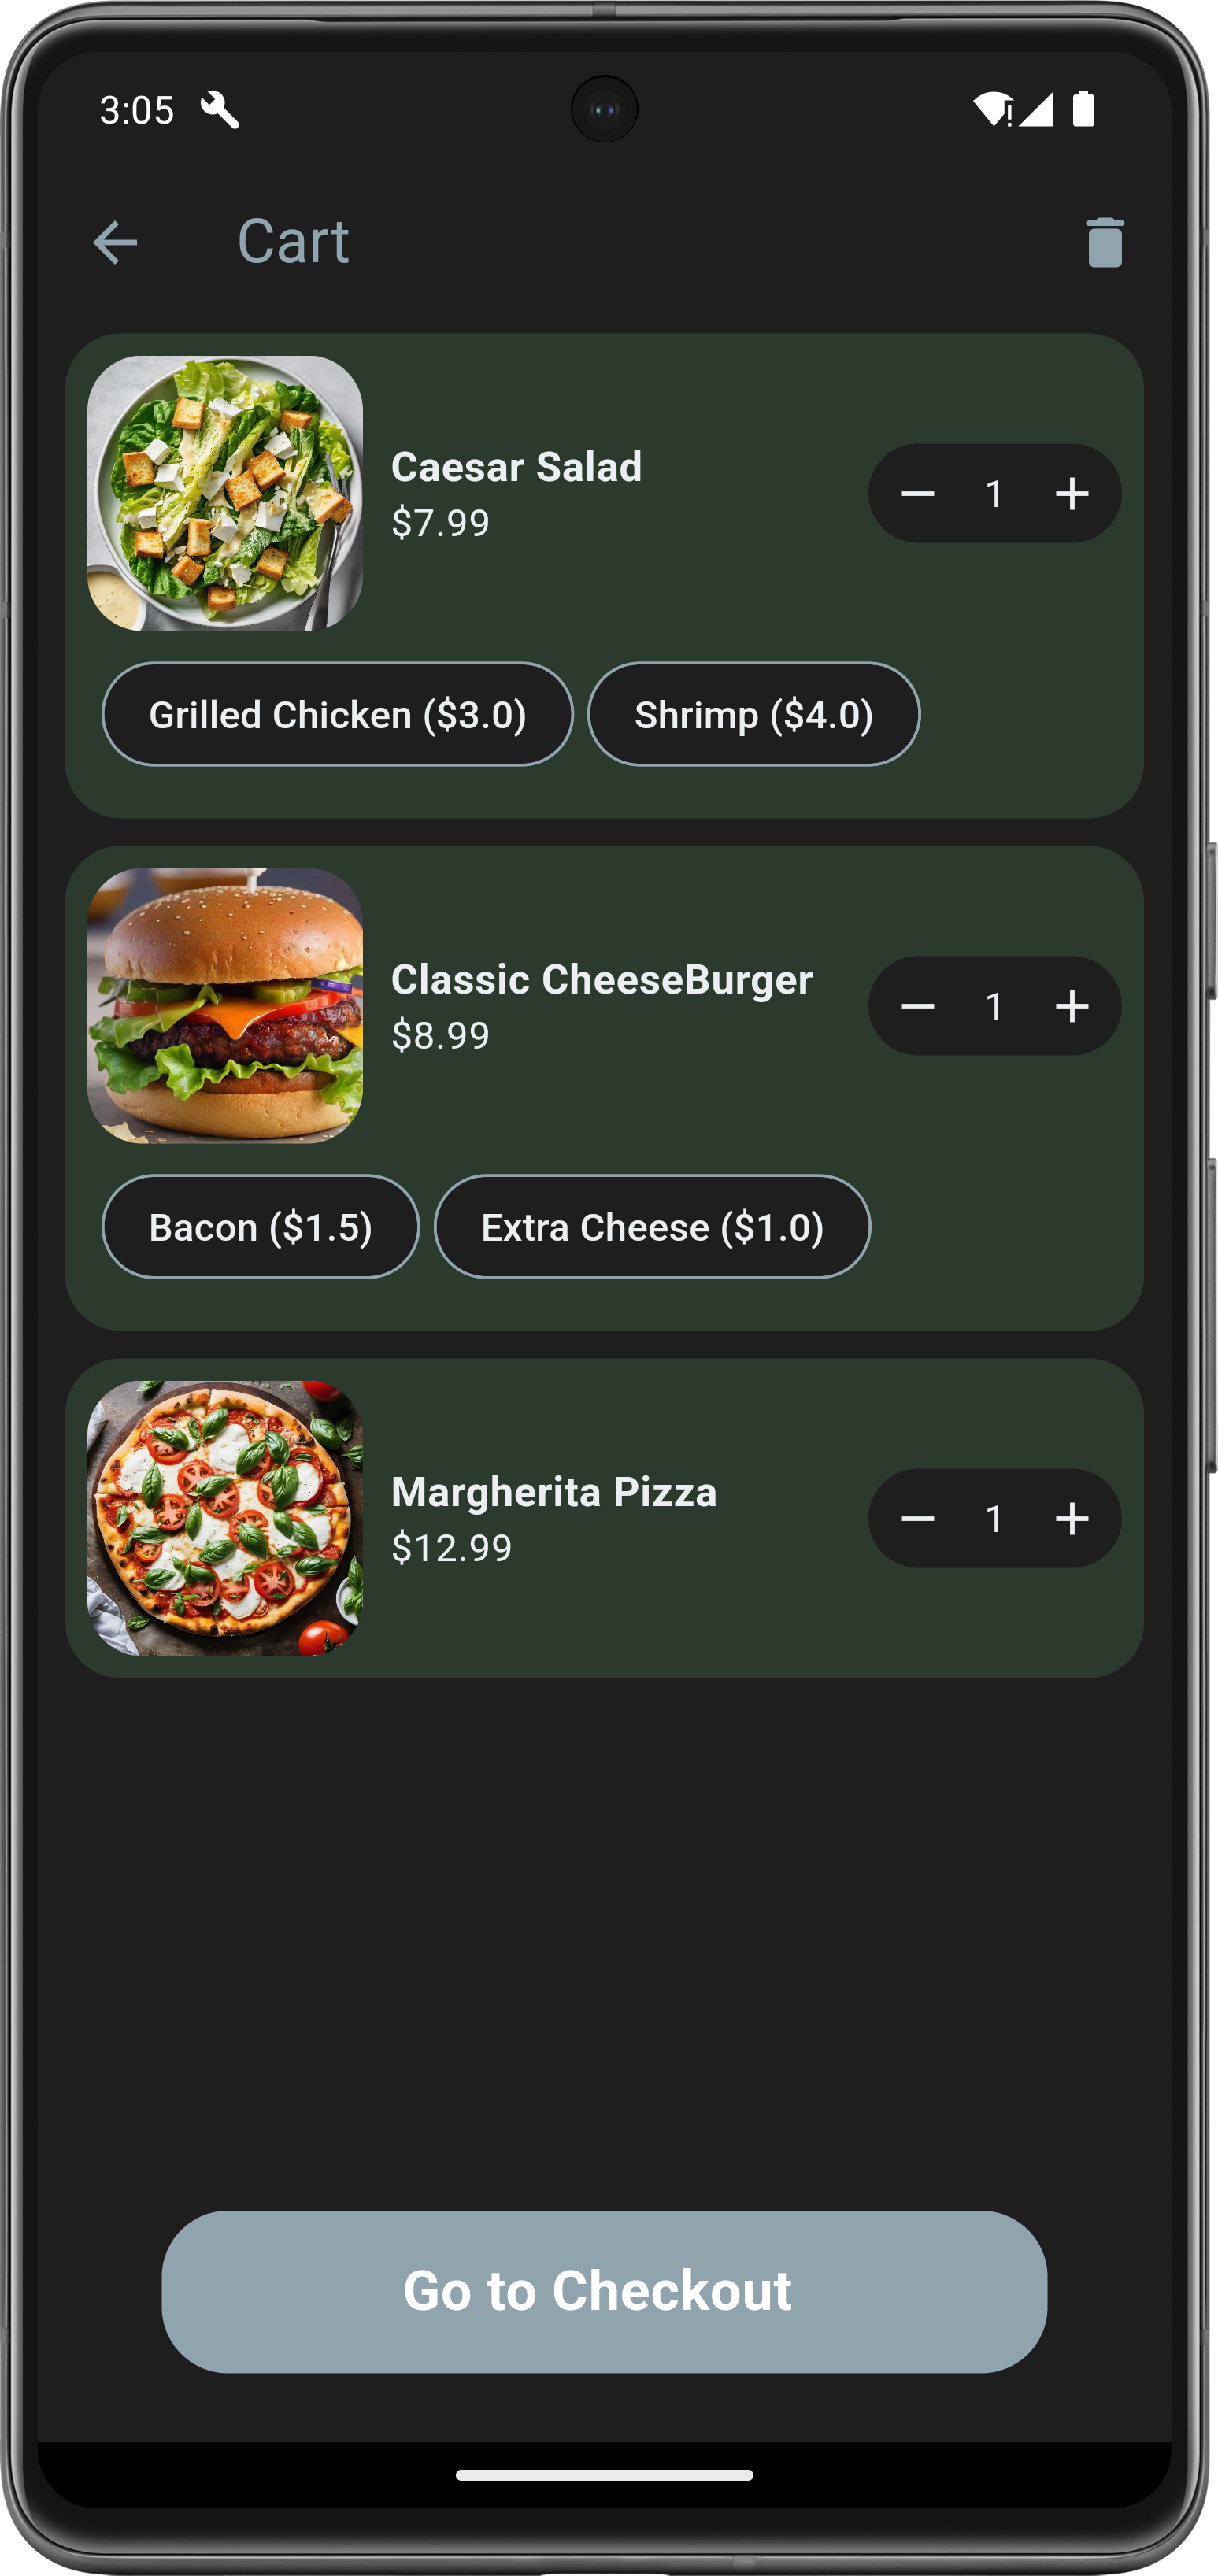 3:05
Cart
Caesar Salad
$7.99
1
Grilled Chicken ($3.0) Shrimp ($4.0)
Classic CheeseBurger
$8.99
1
Bacon ($1.5) Extra Cheese ($1.0)
Margherita Pizza
$12.99
1
Go to Checkout